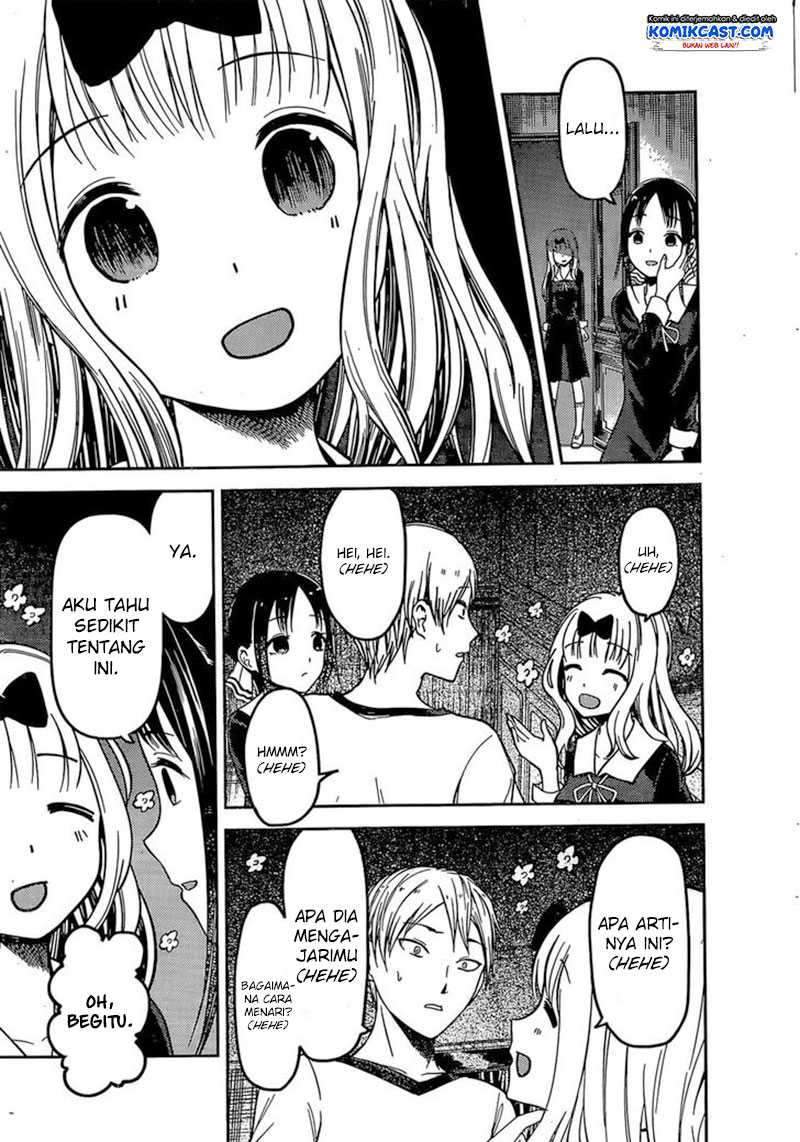 Komik ini diterjemahkan & diedit oleh
KOMIKCAST.COM
BUKAN WEB LAIN!!
LALU...
UH,
(HEHE)
HEI, HEI.
(HEHE)
HMMM?
(HEHE)
APA ARTI-
NYA INI?
(HEHE)
APA DIA
MENGA-
JARIMU
(HEHE)
BAGAIMA-
NA CARA
MENARI?
(HEHE)
YA.
AKU TAHU
SEDIKIT
TENTANG
INI.
OH,
BEGITU.